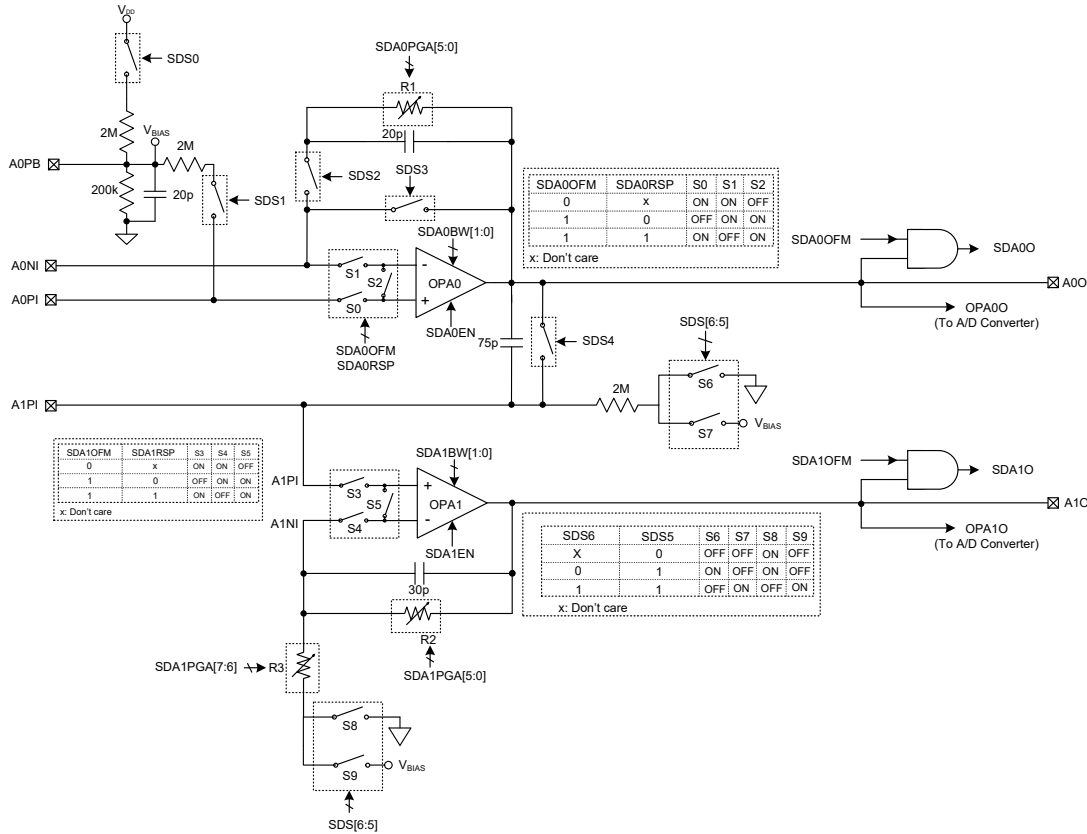 VDD
SDS0
SDA0PGA[5:0]
R1
2M
VBIAS
2M
20p
A0PB
200k
20p
SDS1
SDS2
SDS3
SDA0OFM SDA0RSP S0 S1 S2
0 x ON ON OFF
1 0 OFF ON ON
1 1 ON OFF ON
x: Don't care
SDA0BW[1:0]
SDA0OFM
SDA0O
A0NI
S1
S2
-
OPA0
+
A0PI
S0
A0O
SDA0EN
OPA0O
(To A/D Converter)
SDA0OFM
SDA0RSP
75p
SDS4
SDS[6:5]
S6
2M
A1PI
S7
VBIAS
SDA1OFM SDA1RSP S3 S4 S5
0 x ON ON OFF
1 0 OFF ON ON
1 1 ON OFF ON
x: Don't care
SDA1BW[1:0]
SDA1OFM
SDA1O
A1PI
S3
S5
+
OPA1
-
A1NI
S4
A1O
SDA1EN
OPA1O
(To A/D Converter)
SDS6 SDS5 S6 S7 S8 S9
X 0 OFF OFF ON OFF
0 1 ON OFF ON OFF
1 1 OFF ON OFF ON
x: Don't care
30p
R2
SDA1PGA[7:6]
R3
SDA1PGA[5:0]
S8
S9
VBIAS
SDS[6:5]